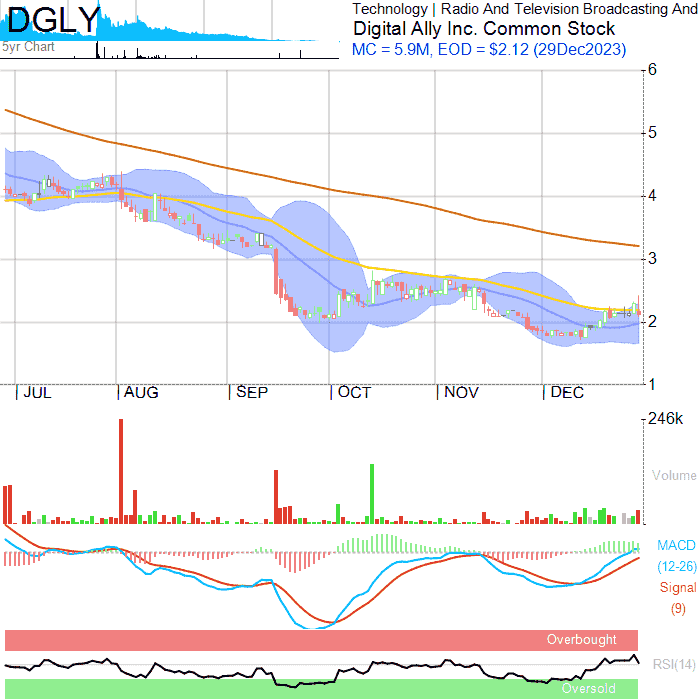 DGLY
5yr Chart
Technology | Radio And Television Broadcasting And
Digital Ally Inc. Common Stock
MC = 5.9M, EOD = $2.12 (29Dec2023)
6
5
4
3
2
1
JUL AUG SEP OCT NOV DEC
246k
Volume
MACD
(12-26)
Signal
(9)
Overbought
RSI(14)
Oversold